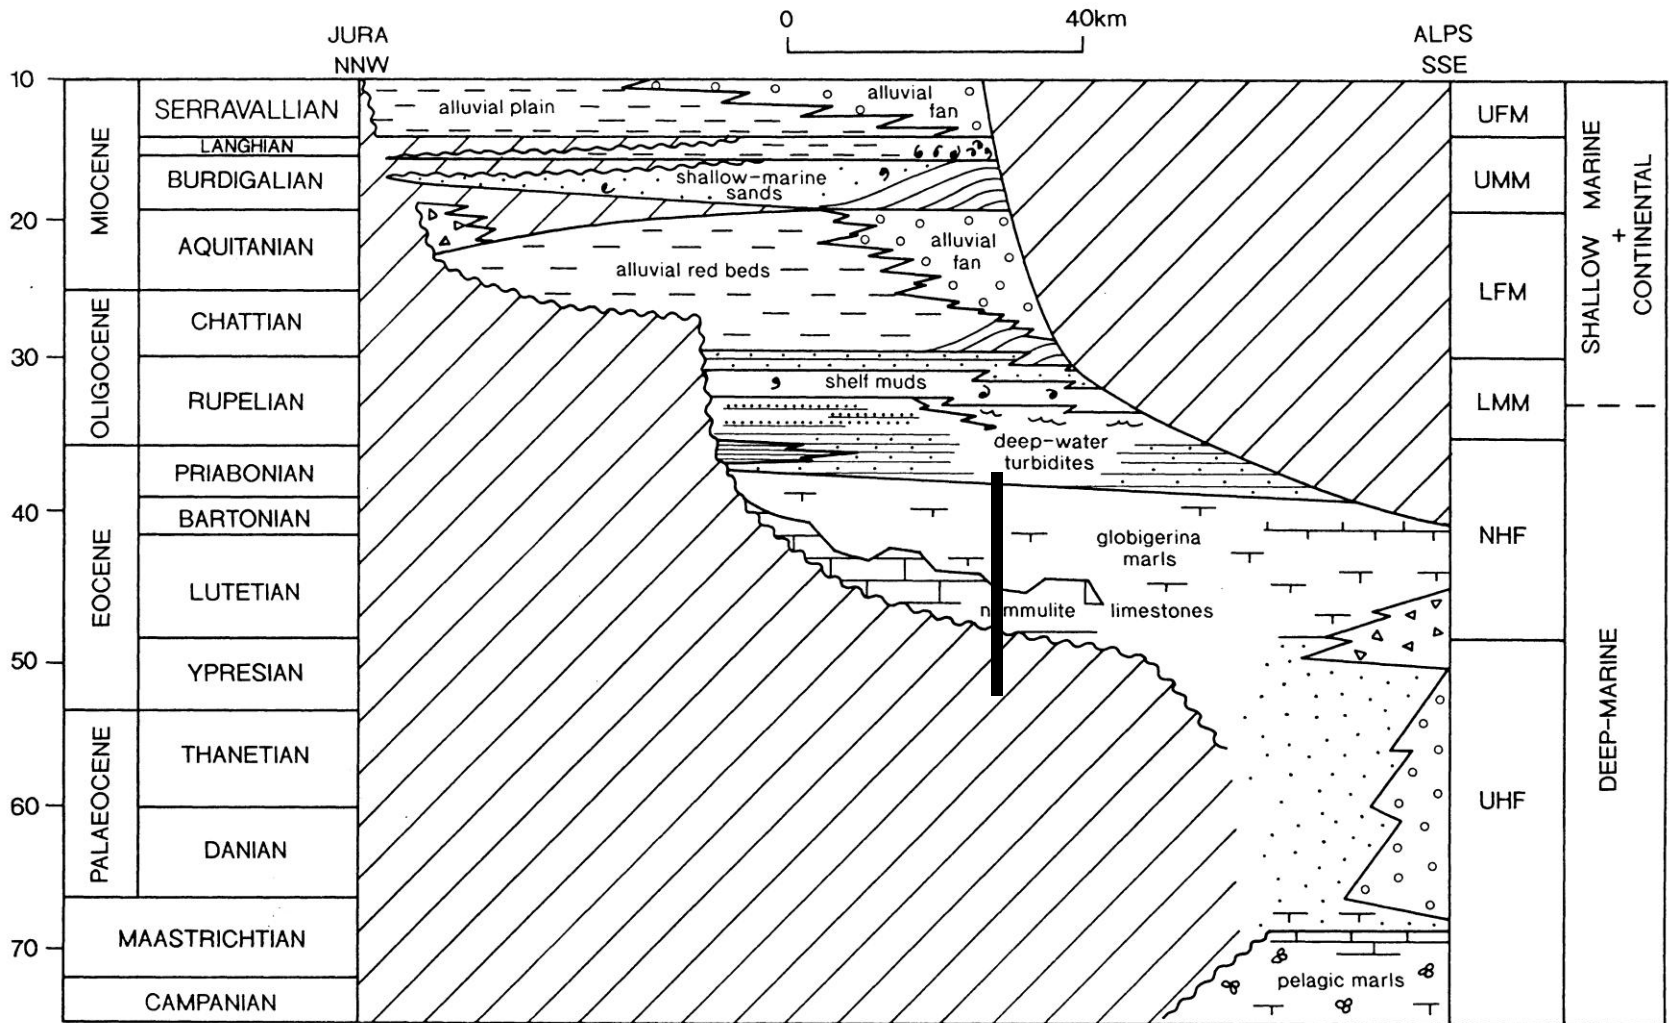 0 40km
JURA
NNW
ALPS
SSE
10
20
30
40
50
60
70
MIOCENE
OLIGOCENE
EOCENE
PALAEOCENE
SERRAVALLIAN
LANGHIAN
BURDIGALIAN
AQUITANIAN
CHATTIAN
RUPELIAN
PRIABONIAN
BARTONIAN
LUTETIAN
YPRESIAN
THANETIAN
DANIAN
MAASTRICHTIAN
CAMPANIAN
alluvial plain
alluvial
fan
shallow-marine
sands
alluvial red beds
alluvial
fan
shelf muds
deep-water
turbidites
globigerina
marls
nummulite limestones
pelagic marls
UFM
UMM
LFM
LMM
NHF
UHF
SHALLOW MARINE
+
CONTINENTAL
DEEP-MARINE